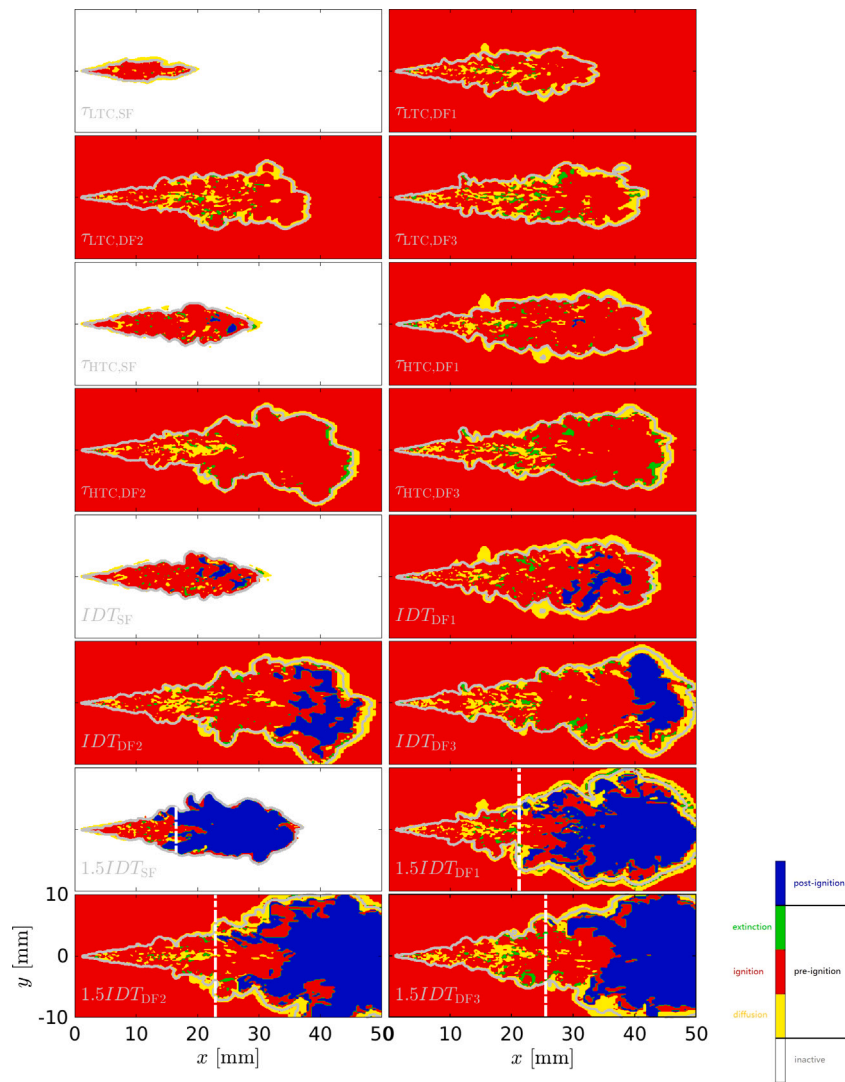 τLTC,SF
τLTC,DF1
τLTC,DF2
τLTC,DF3
τHTC,SF
τHTC,DF1
τHTC,DF2
τHTC,DF3
IDTSF
IDTDF1
IDTDF2
IDTDF3
1.5IDTSF
1.5IDTDF1
post-ignition
extinction
ignition
pre-ignition
diffusion
inactive
10
0
-10
y [mm]
1.5IDTDF2
1.5IDTDF3
0 10 20 30 40 50
0 10 20 30 40 50
x [mm]
x [mm]